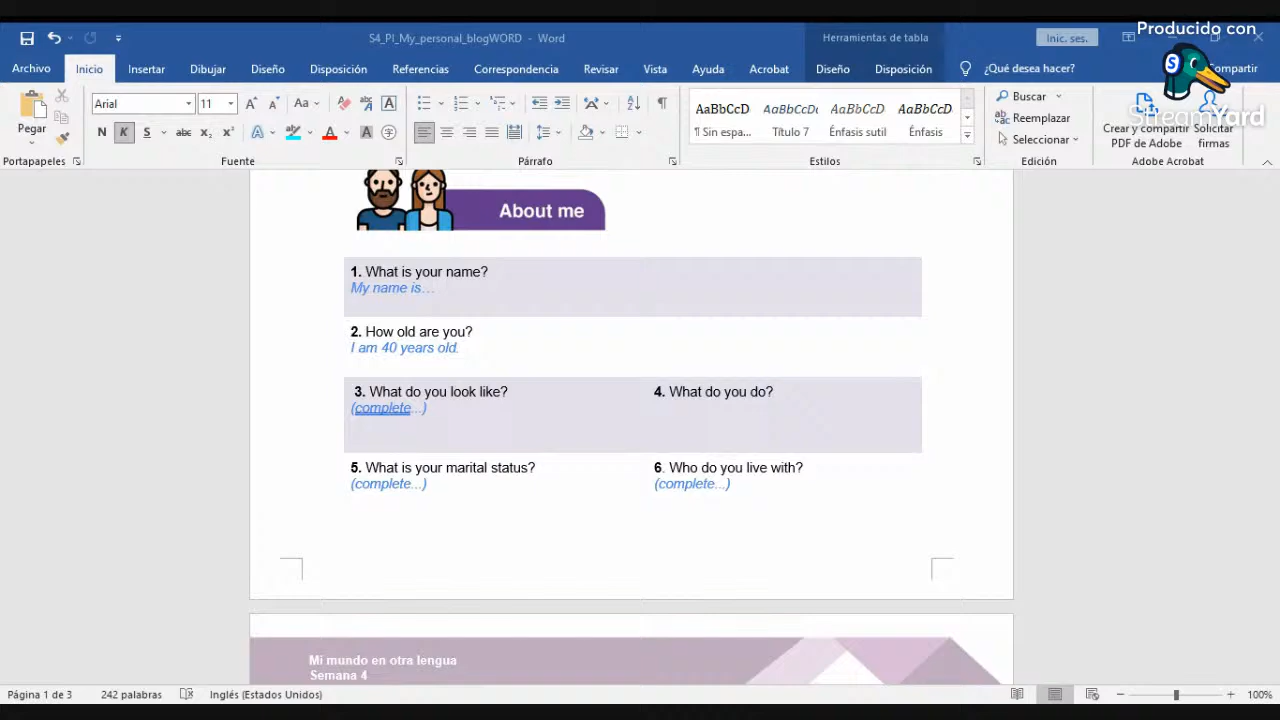 Producido con
StreamYard
S4_PI_My_personal_blogWORD - Word
Herramientas de tabla
Inic. ses.
Archivo
Inicio
Insertar
Dibujar
Diseño
Disposición
Referencias
Correspondencia
Revisar
Vista
Ayuda
Acrobat
Diseño
Disposición
¿Qué desea hacer?
Compartir
Pegar
Portapapeles
Arial
11
Aa
N K S abc x₂ x²
Fuente
Párrafo
AaBbCcD
¶ Sin espa...
AaBbCcDc
Título 7
AaBbCcD
Énfasis sutil
AaBbCcD
Énfasis
Estilos
Buscar
Reemplazar
Seleccionar
Edición
Crear y compartir
PDF de Adobe
Solicitar
firmas
Adobe Acrobat
About me
1. What is your name?
My name is…
2. How old are you?
I am 40 years old.
3. What do you look like?
(complete...)
4. What do you do?
5. What is your marital status?
(complete...)
6. Who do you live with?
(complete...)
Mi mundo en otra lengua
Semana 4
Página 1 de 3
242 palabras
Inglés (Estados Unidos)
100%